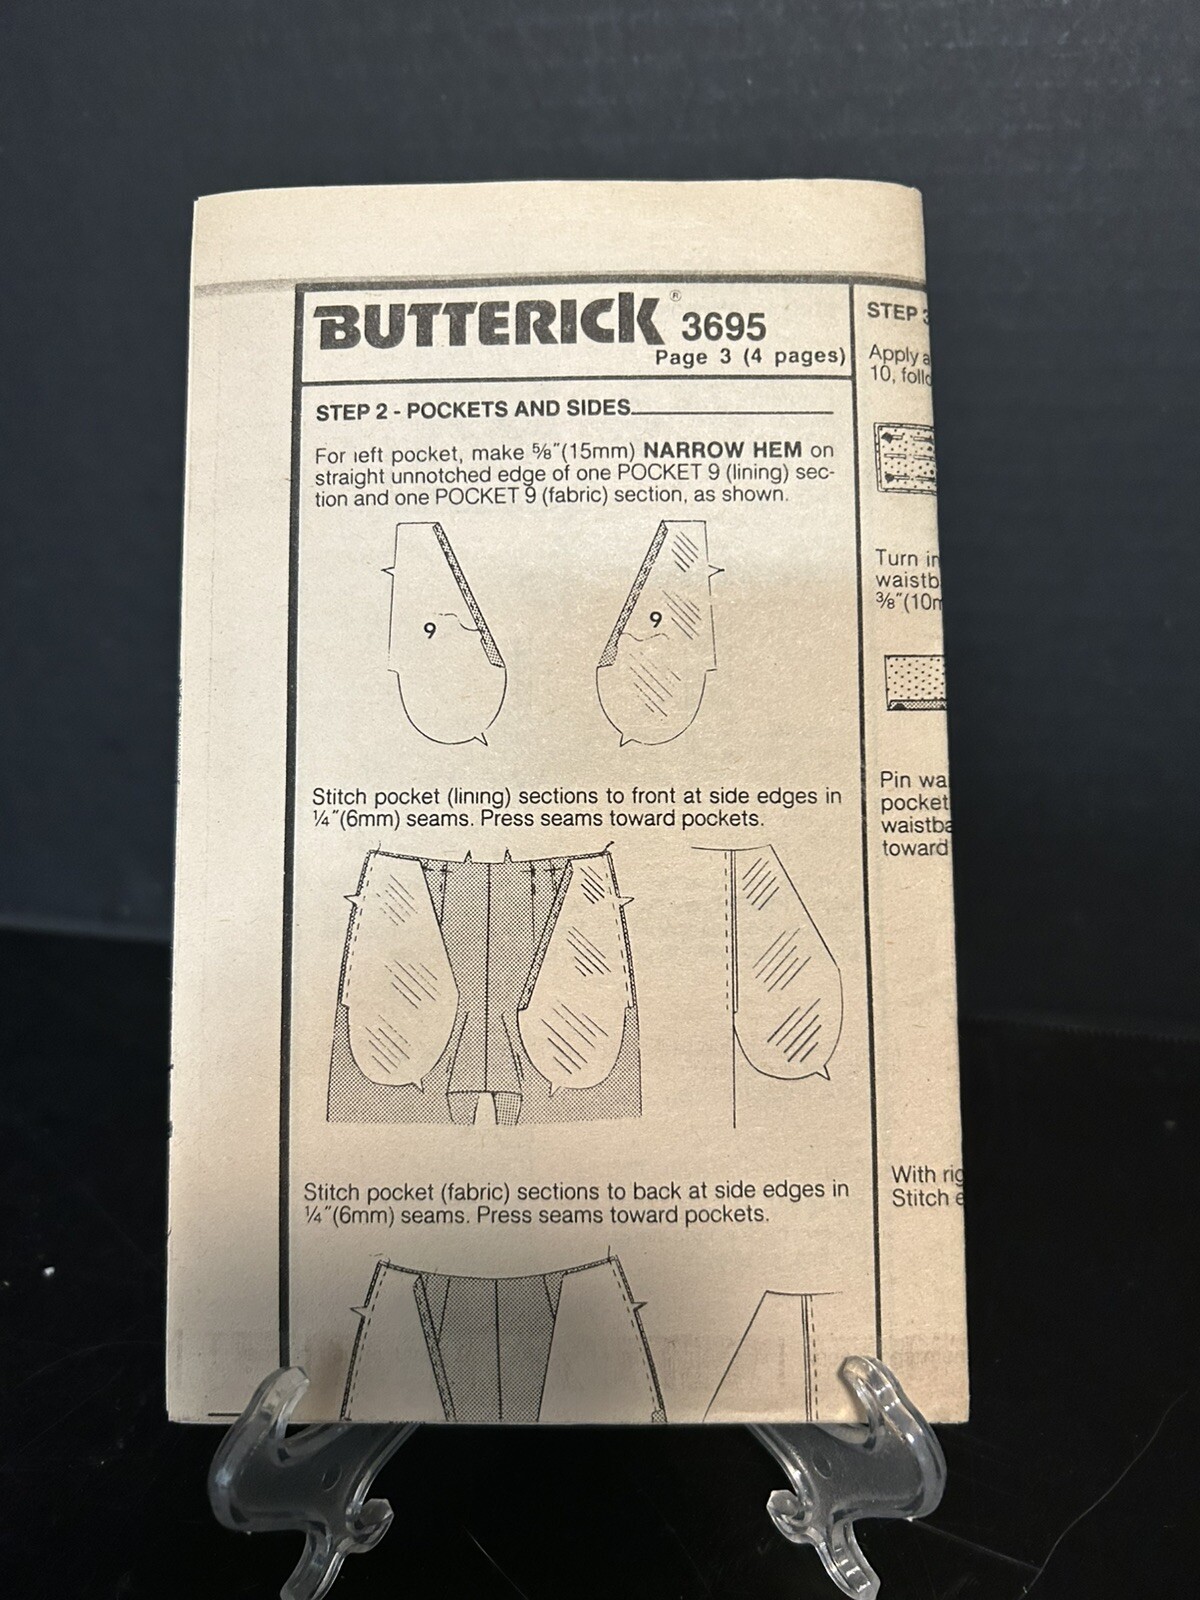 BUTTERICK® 3695
Page 3 (4 pages)
STEP 2 - POCKETS AND SIDES
For left pocket, make ⅝"(15mm) NARROW HEM on
straight unnotched edge of one POCKET 9 (lining) sec-
tion and one POCKET 9 (fabric) section, as shown.
9
9
Stitch pocket (lining) sections to front at side edges in
¼"(6mm) seams. Press seams toward pockets.
Stitch pocket (fabric) sections to back at side edges in
¼"(6mm) seams. Press seams toward pockets.
STEP 3
Apply a
10, follo
Turn in
waistb
⅜"(10m
Pin wa
pocket
waistba
toward
With rig
Stitch e